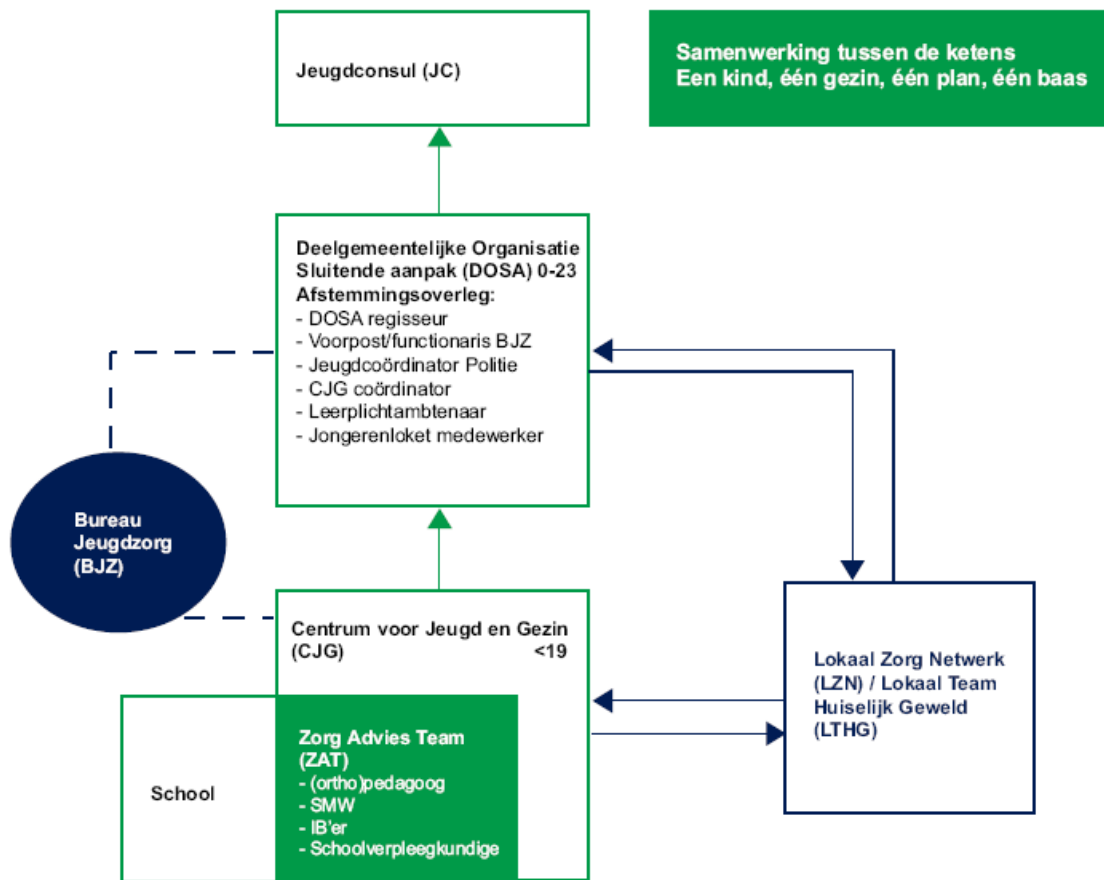 Jeugdconsul (JC)
Samenwerking tussen de ketens
Een kind, één gezin, één plan, één baas
Deelgemeentelijke Organisatie
Sluitende aanpak (DOSA) 0-23
Afstemmingsoverleg:
- DOSA regisseur
- Voorpost/functionaris BJZ
- Jeugdcoördinator Politie
- CJG coördinator
- Leerplichtambtenaar
- Jongerenloket medewerker
Bureau
Jeugdzorg
(BJZ)
Centrum voor Jeugd en Gezin
(CJG) <19
Lokaal Zorg Netwerk
(LZN) / Lokaal Team
Huiselijk Geweld
(LTHG)
School
Zorg Advies Team
(ZAT)
- (ortho)pedagoog
- SMW
- IB'er
- Schoolverpleegkundige